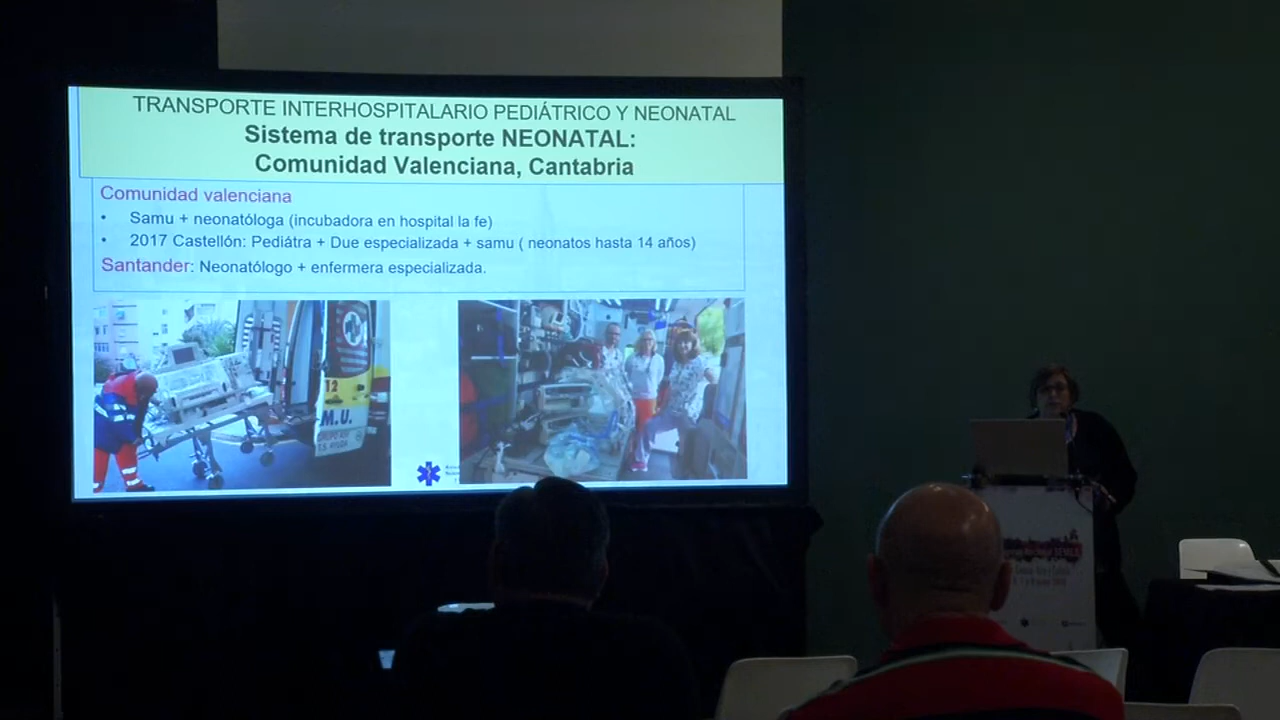 TRANSPORTE INTERHOSPITALARIO PEDIÁTRICO Y NEONATAL
Sistema de transporte NEONATAL:
Comunidad Valenciana, Cantabria
Comunidad valenciana
• Samu + neonatóloga (incubadora en hospital la fe)
• 2017 Castellón: Pediátra + Due especializada + samu ( neonatos hasta 14 años)
Santander: Neonatólogo + enfermera especializada.
12
M.U.